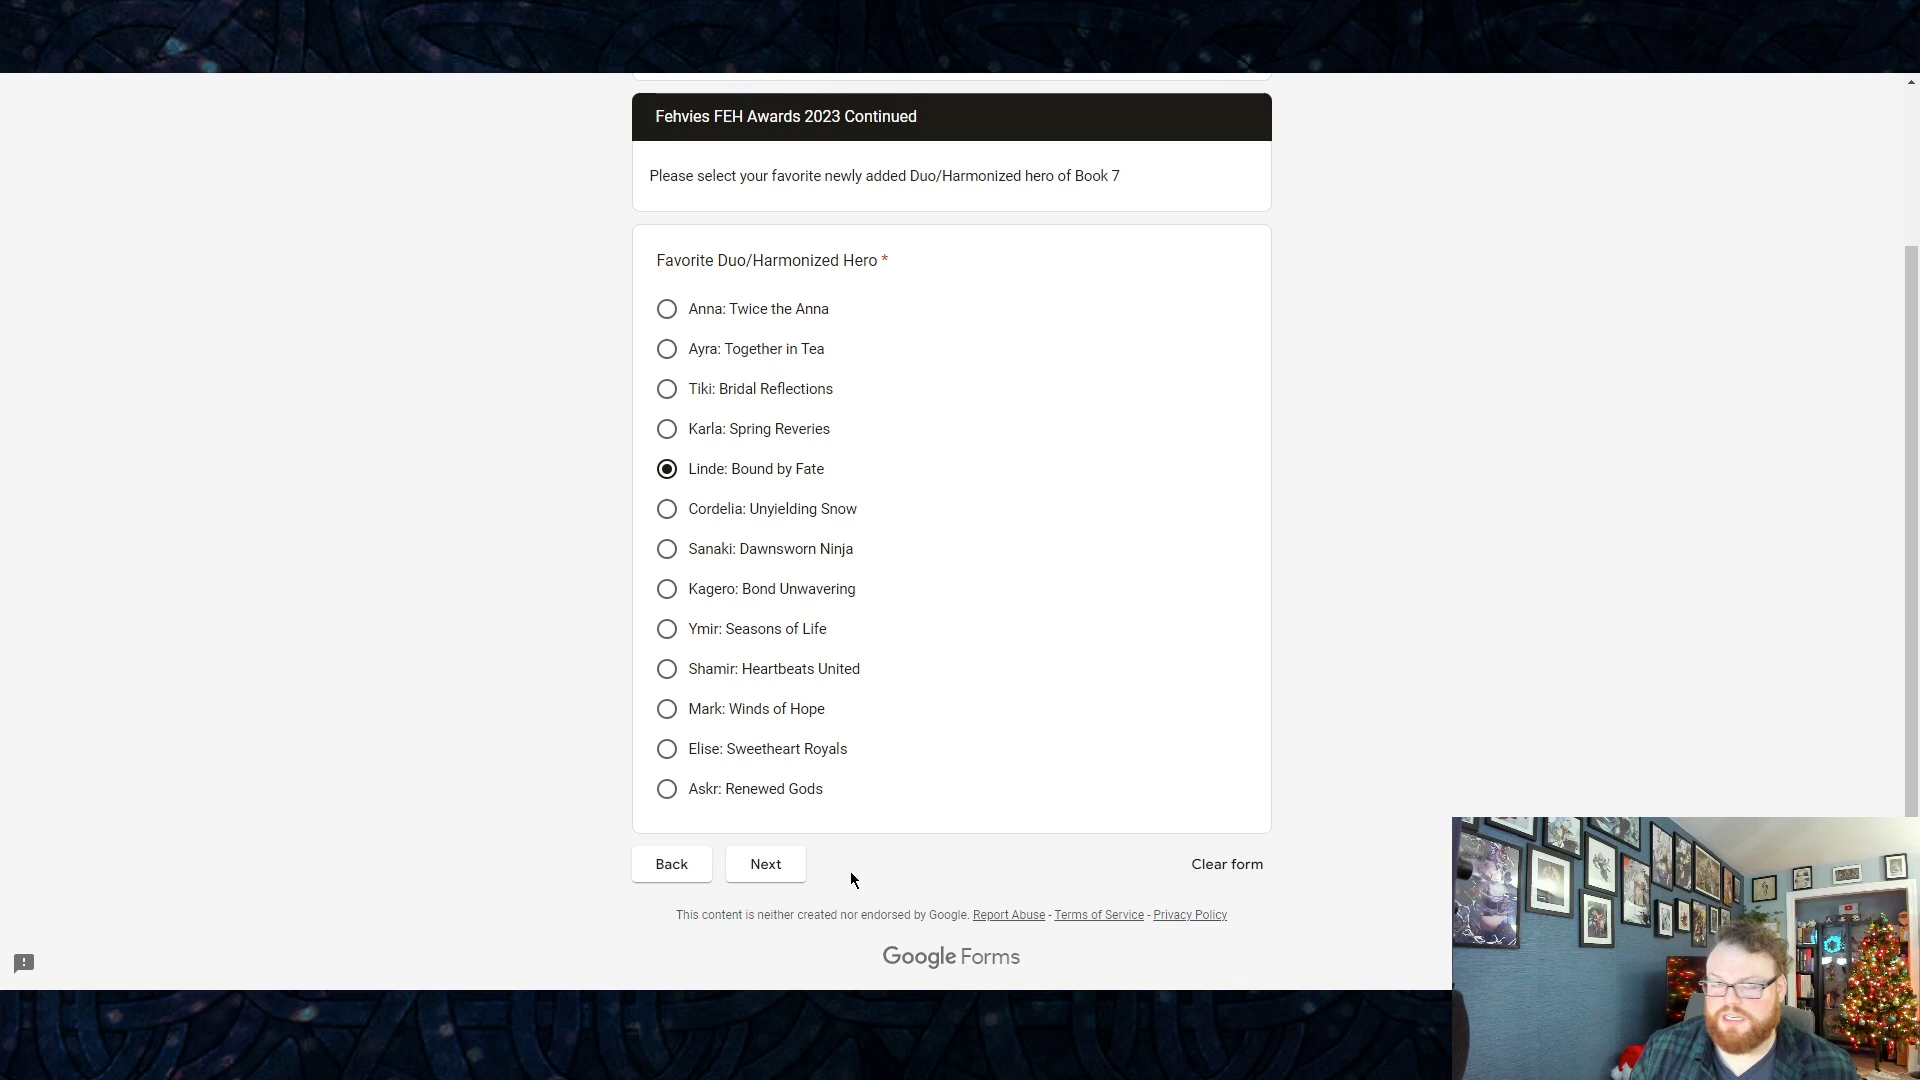 Fehvies FEH Awards 2023 Continued
Please select your favorite newly added Duo/Harmonized hero of Book 7
Favorite Duo/Harmonized Hero *
Anna: Twice the Anna
Ayra: Together in Tea
Tiki: Bridal Reflections
Karla: Spring Reveries
Linde: Bound by Fate
Cordelia: Unyielding Snow
Sanaki: Dawnsworn Ninja
Kagero: Bond Unwavering
Ymir: Seasons of Life
Shamir: Heartbeats United
Mark: Winds of Hope
Elise: Sweetheart Royals
Askr: Renewed Gods
Back Next Clear form
This content is neither created nor endorsed by Google. Report Abuse - Terms of Service - Privacy Policy
Google Forms